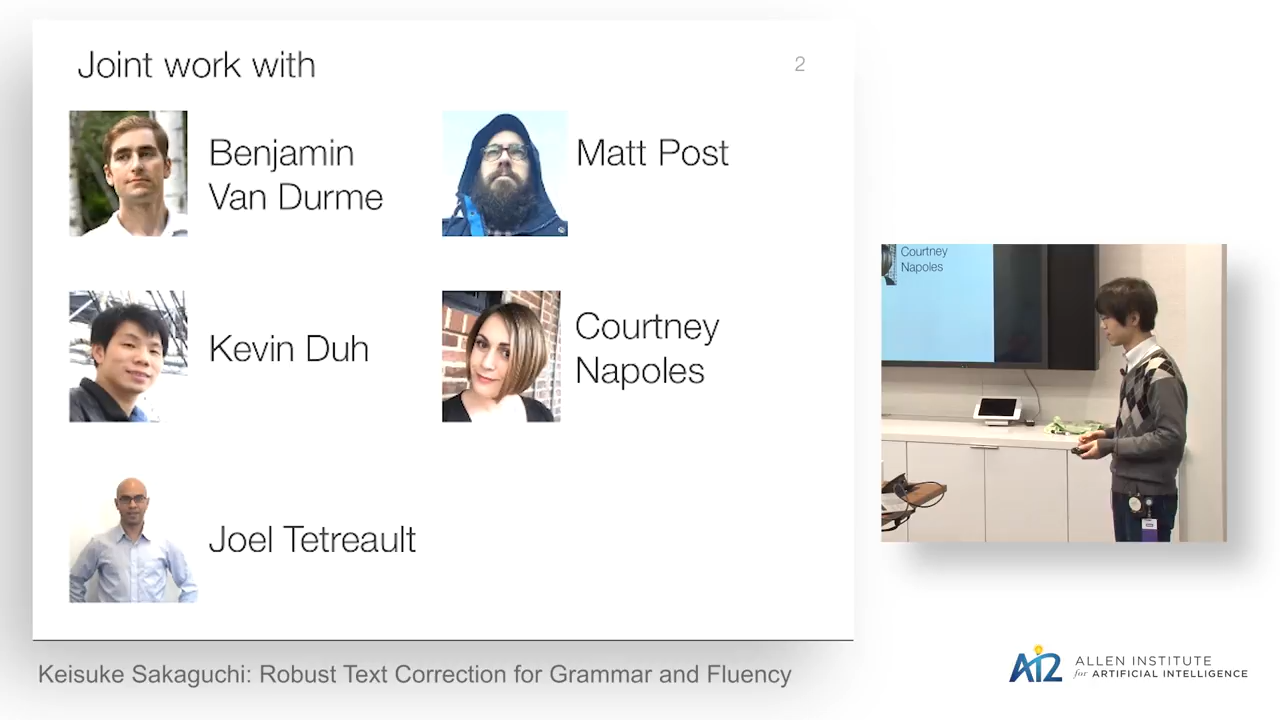 Joint work with
2
Benjamin
Van Durme
Matt Post
Kevin Duh
Courtney
Napoles
Joel Tetreault
Courtney
Napoles
Keisuke Sakaguchi: Robust Text Correction for Grammar and Fluency
AI2
ALLEN INSTITUTE
for ARTIFICIAL INTELLIGENCE